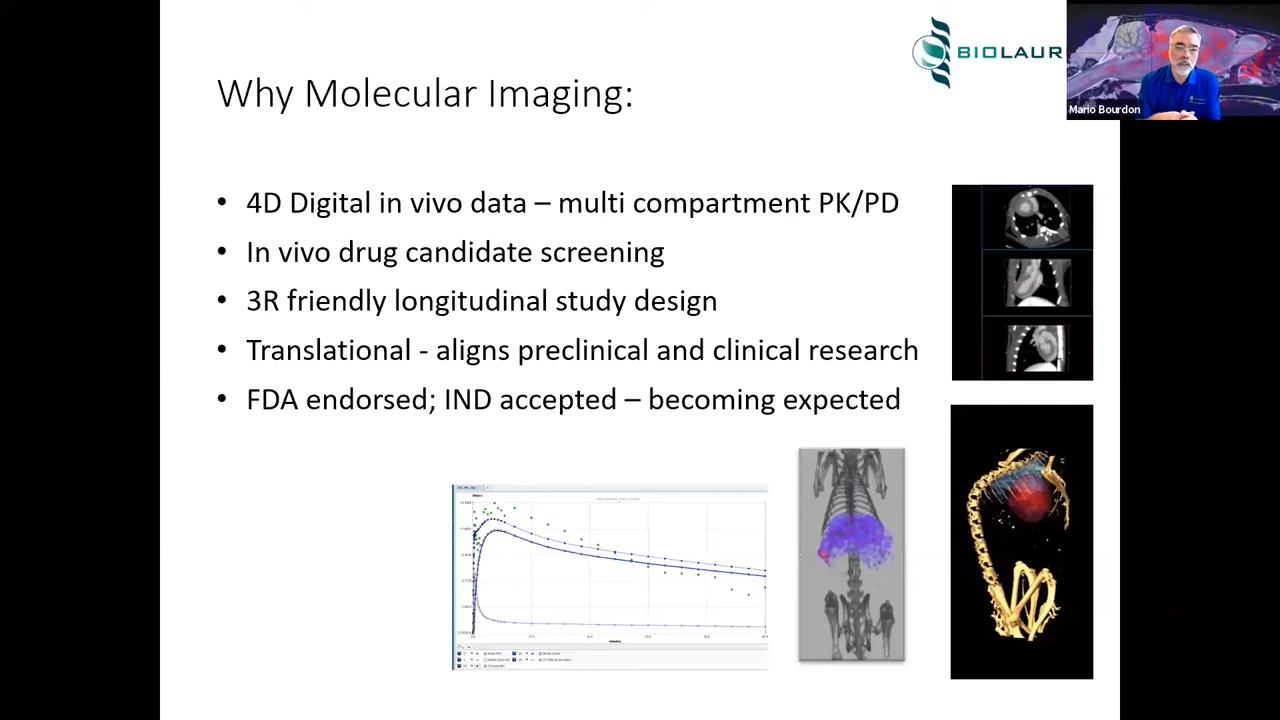 BIOLAUR
Mario Bourdon
Why Molecular Imaging:
• 4D Digital in vivo data – multi compartment PK/PD
• In vivo drug candidate screening
• 3R friendly longitudinal study design
• Translational - aligns preclinical and clinical research
• FDA endorsed; IND accepted – becoming expected